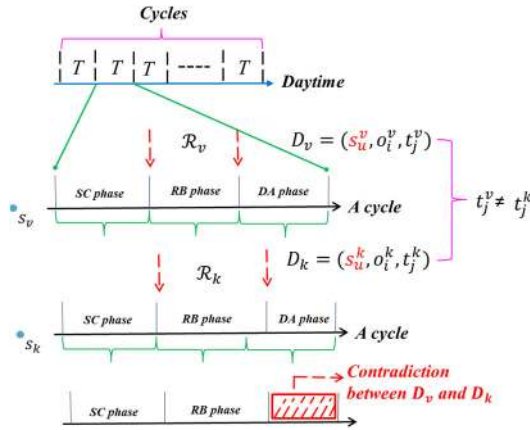 Cycles
T T T ---- T
Daytime
ℛ_v D_v = (s_u^v, o_i^v, t_j^v)
t_j^v ≠ t_j^k
SC phase RB phase DA phase
s_v A cycle
ℛ_k D_k = (s_u^k, o_i^k, t_j^k)
SC phase RB phase DA phase
s_k A cycle
Contradiction
between D_v and D_k
SC phase RB phase